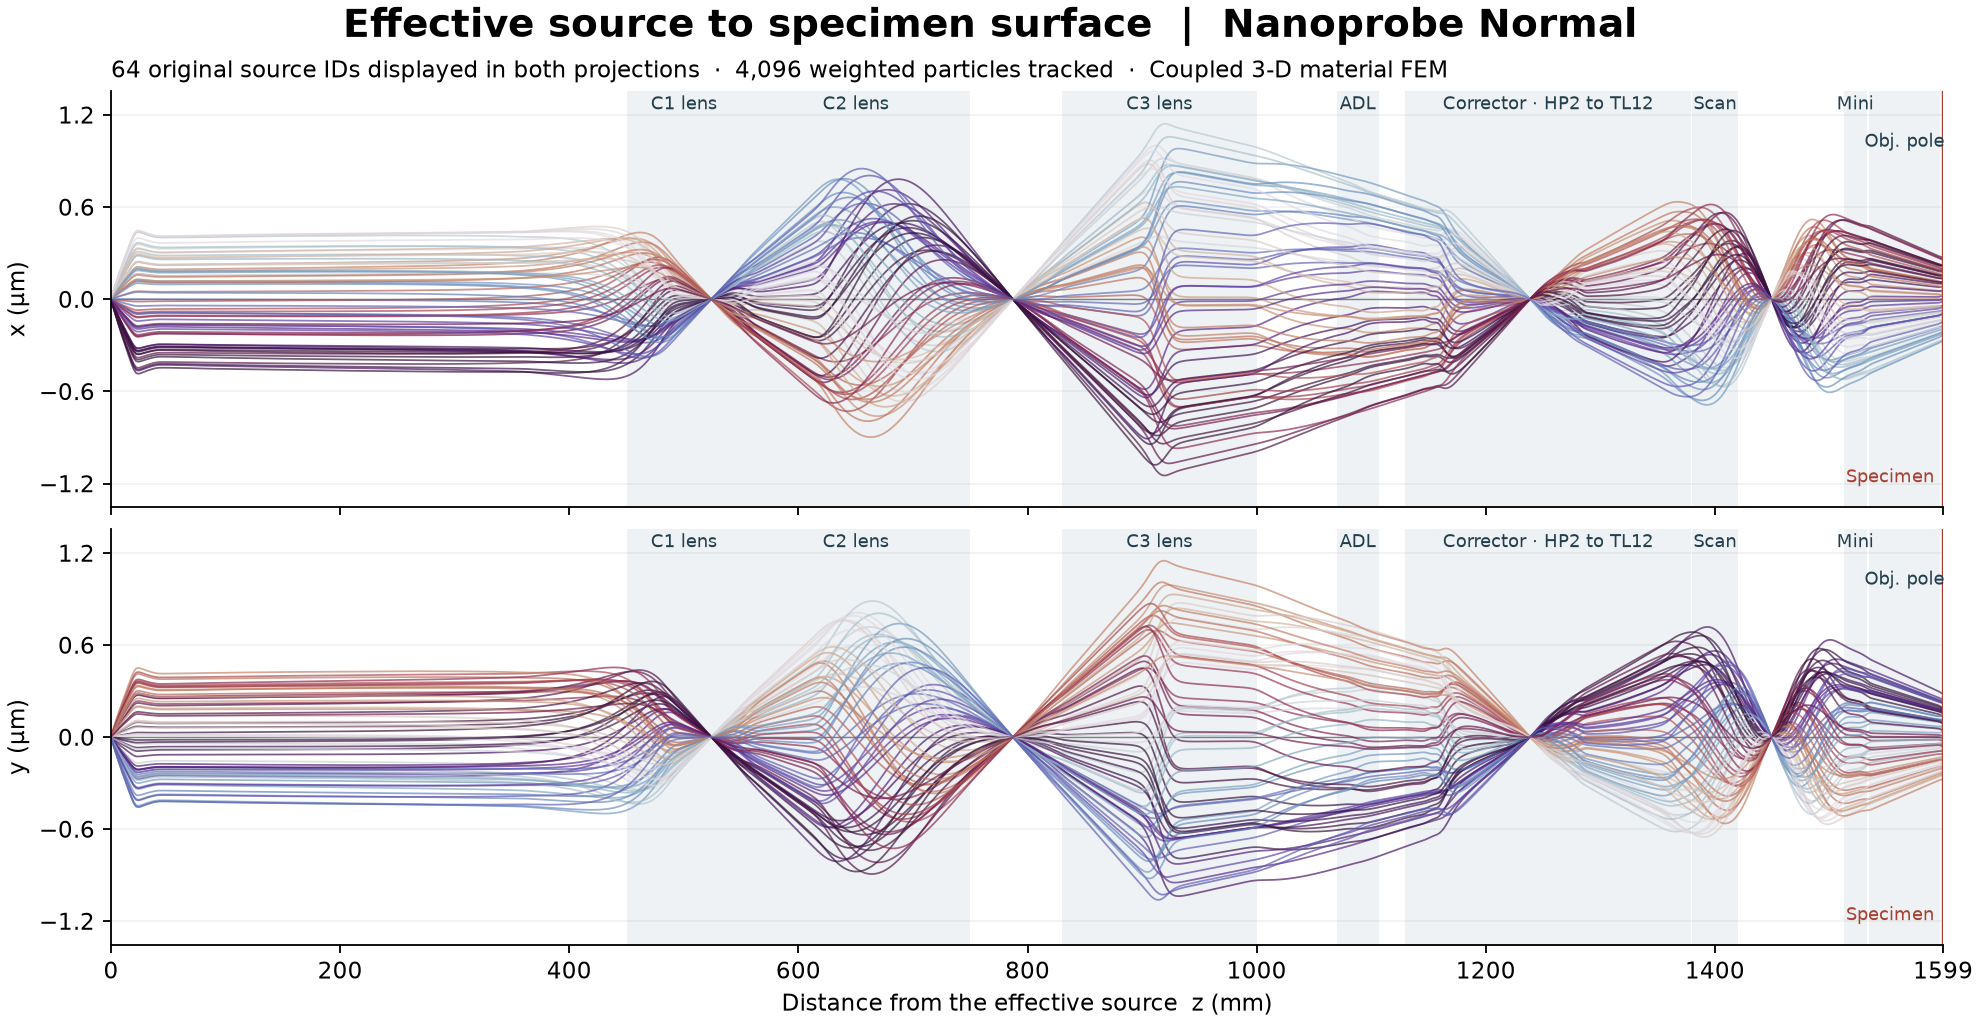 Effective source to specimen surface | Nanoprobe Normal
64 original source IDs displayed in both projections · 4,096 weighted particles tracked · Coupled 3-D material FEM
C1 lens C2 lens C3 lens ADL Corrector · HP2 to TL12 Scan Mini
Obj. pole
1.2
0.6
0.0
−0.6
−1.2
x (μm)
Specimen
C1 lens C2 lens C3 lens ADL Corrector · HP2 to TL12 Scan Mini
Obj. pole
1.2
0.6
0.0
−0.6
−1.2
y (μm)
Specimen
0 200 400 600 800 1000 1200 1400 1599
Distance from the effective source z (mm)